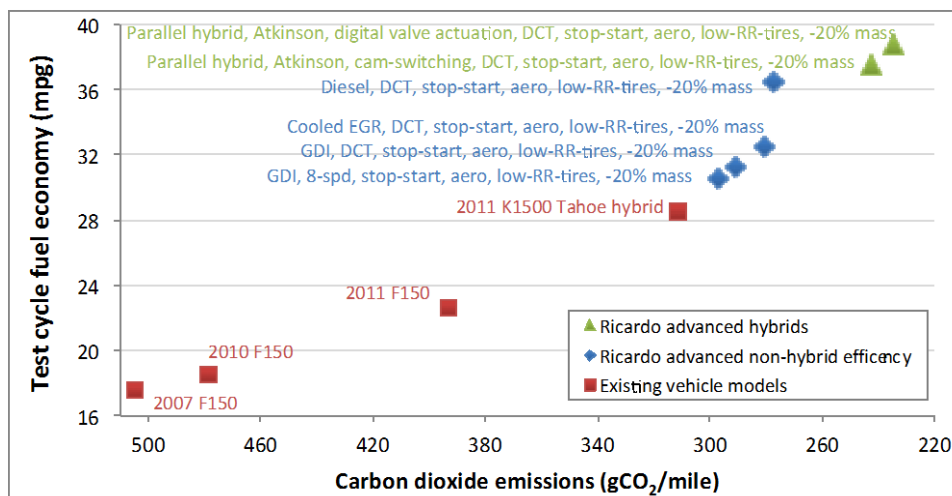 40
36
32
28
24
20
16
Test cycle fuel economy (mpg)
Parallel hybrid, Atkinson, digital valve actuation, DCT, stop-start, aero, low-RR-tires, -20% mass
Parallel hybrid, Atkinson, cam-switching, DCT, stop-start, aero, low-RR-tires, -20% mass
Diesel, DCT, stop-start, aero, low-RR-tires, -20% mass
Cooled EGR, DCT, stop-start, aero, low-RR-tires, -20% mass
GDI, DCT, stop-start, aero, low-RR-tires, -20% mass
GDI, 8-spd, stop-start, aero, low-RR-tires, -20% mass
2011 K1500 Tahoe hybrid
2011 F150
2010 F150
2007 F150
Ricardo advanced hybrids
Ricardo advanced non-hybrid efficency
Existing vehicle models
500 460 420 380 340 300 260 220
Carbon dioxide emissions (gCO₂/mile)